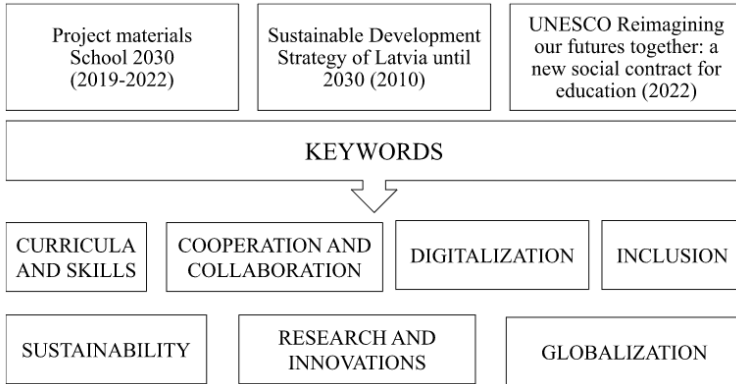 Project materials
School 2030
(2019-2022)
Sustainable Development
Strategy of Latvia until
2030 (2010)
UNESCO Reimagining
our futures together: a
new social contract for
education (2022)
KEYWORDS
CURRICULA
AND SKILLS
COOPERATION AND
COLLABORATION
DIGITALIZATION
INCLUSION
SUSTAINABILITY
RESEARCH AND
INNOVATIONS
GLOBALIZATION